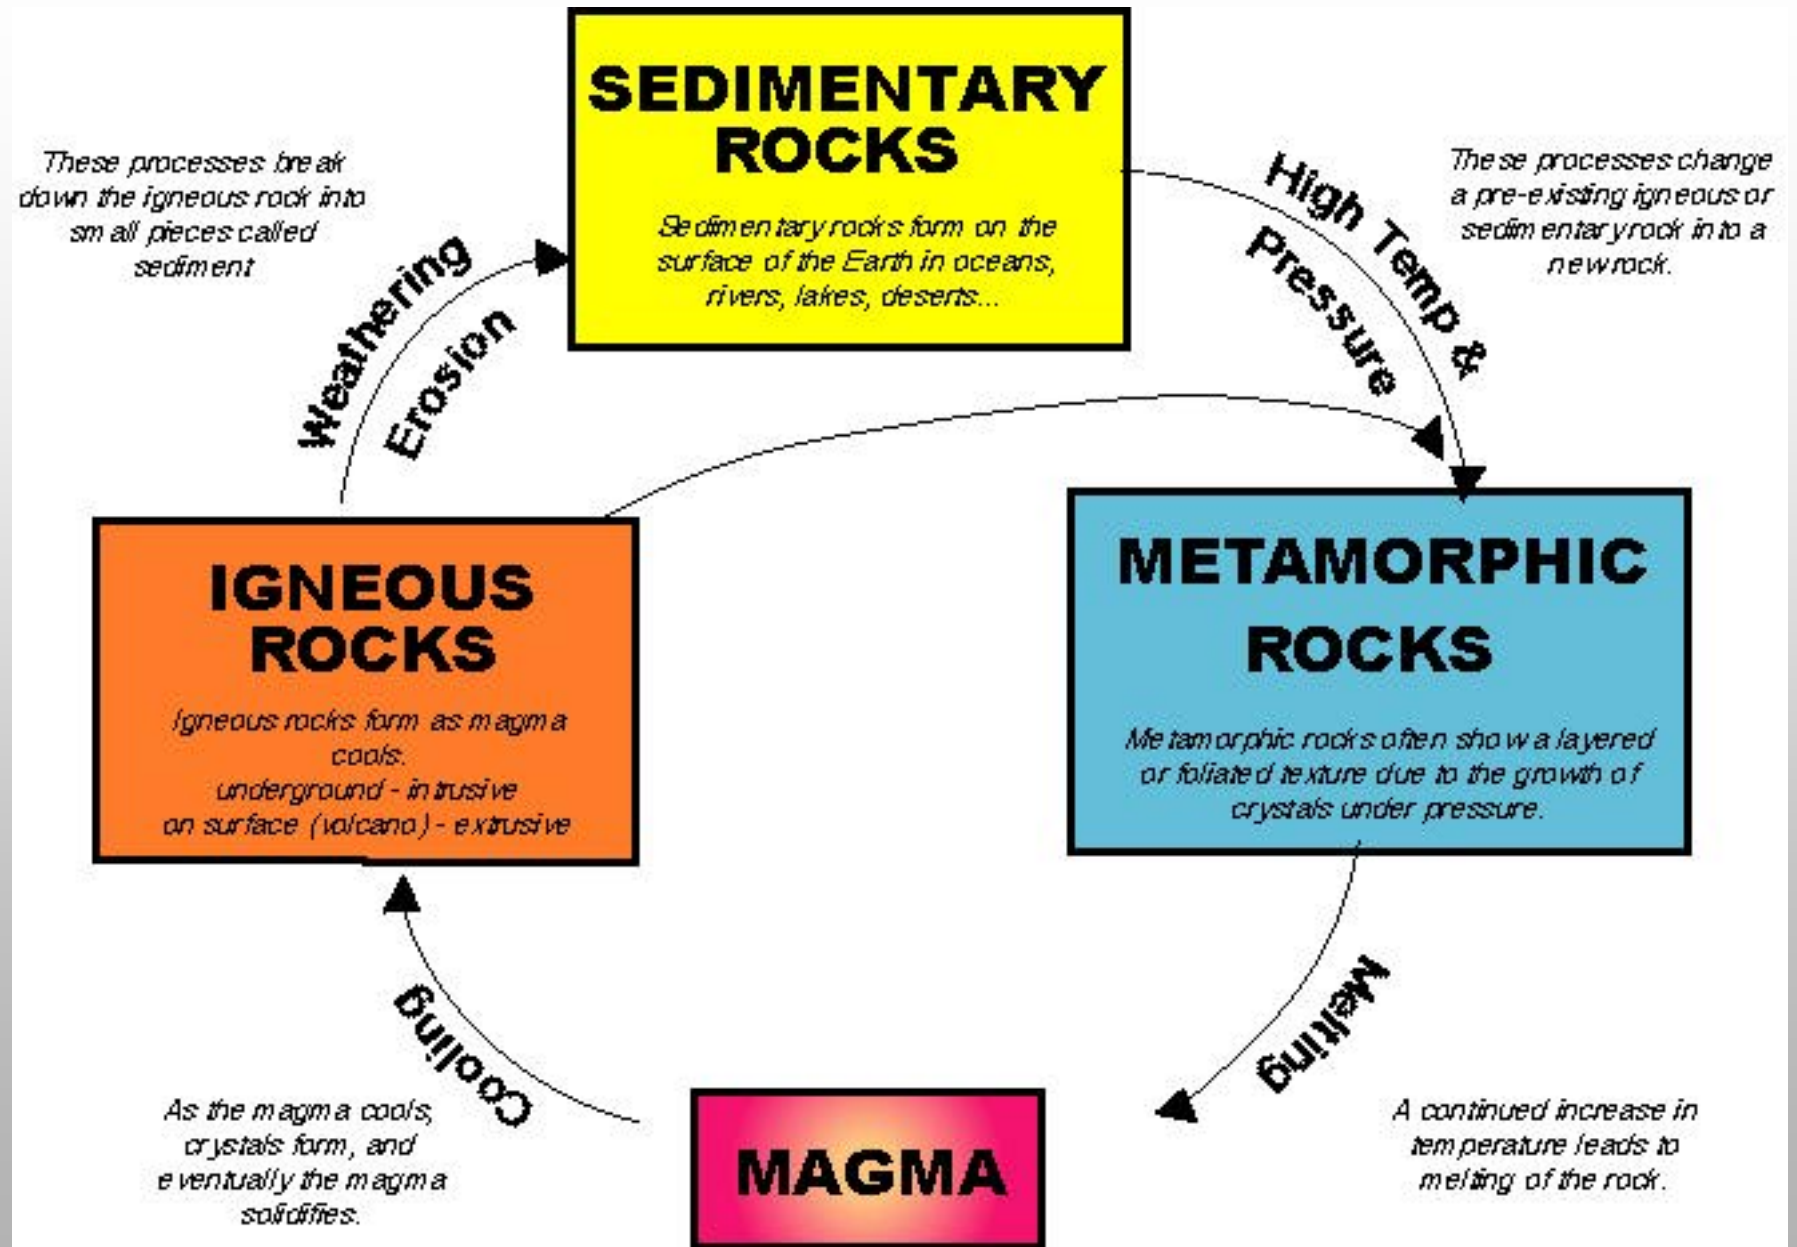 SEDIMENTARY
ROCKS
Sedimentary rocks form on the
surface of the Earth in oceans,
rivers, lakes, deserts...
These processes break
down the igneous rock into
small pieces called
sediment
Weathering
Erosion
High Temp &
Pressure
These processes change
a pre-existing igneous or
sedimentary rock into a
new rock.
IGNEOUS
ROCKS
Igneous rocks form as magma
cools.
underground - intrusive
on surface (volcano) - extrusive
METAMORPHIC
ROCKS
Metamorphic rocks often show a layered
or foliated texture due to the growth of
crystals under pressure.
Cooling
Melting
As the magma cools,
crystals form, and
eventually the magma
solidifies.
MAGMA
A continued increase in
temperature leads to
melting of the rock.